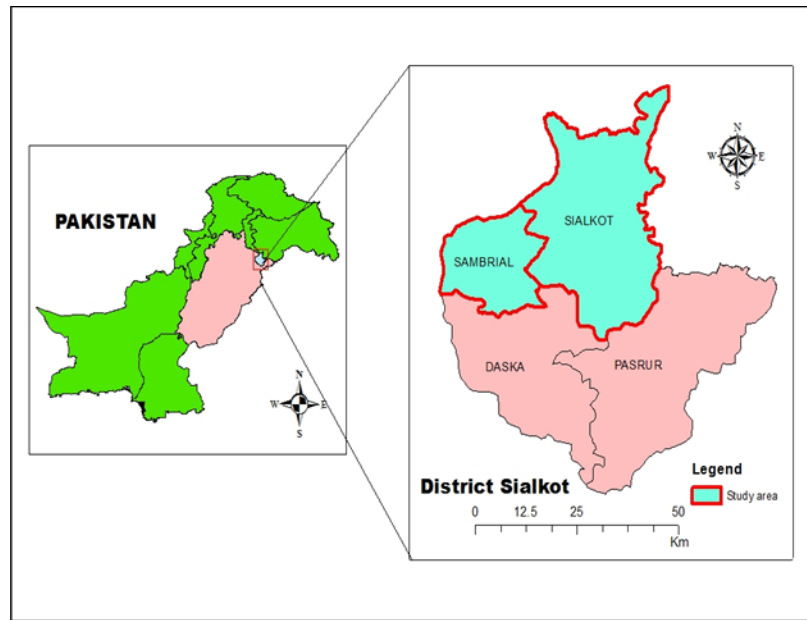 PAKISTAN
N
W E
S
N
W E
S
SIALKOT
SAMBRIAL
DASKA
PASRUR
Legend
Study area
District Sialkot
0 12.5 25 50
Km